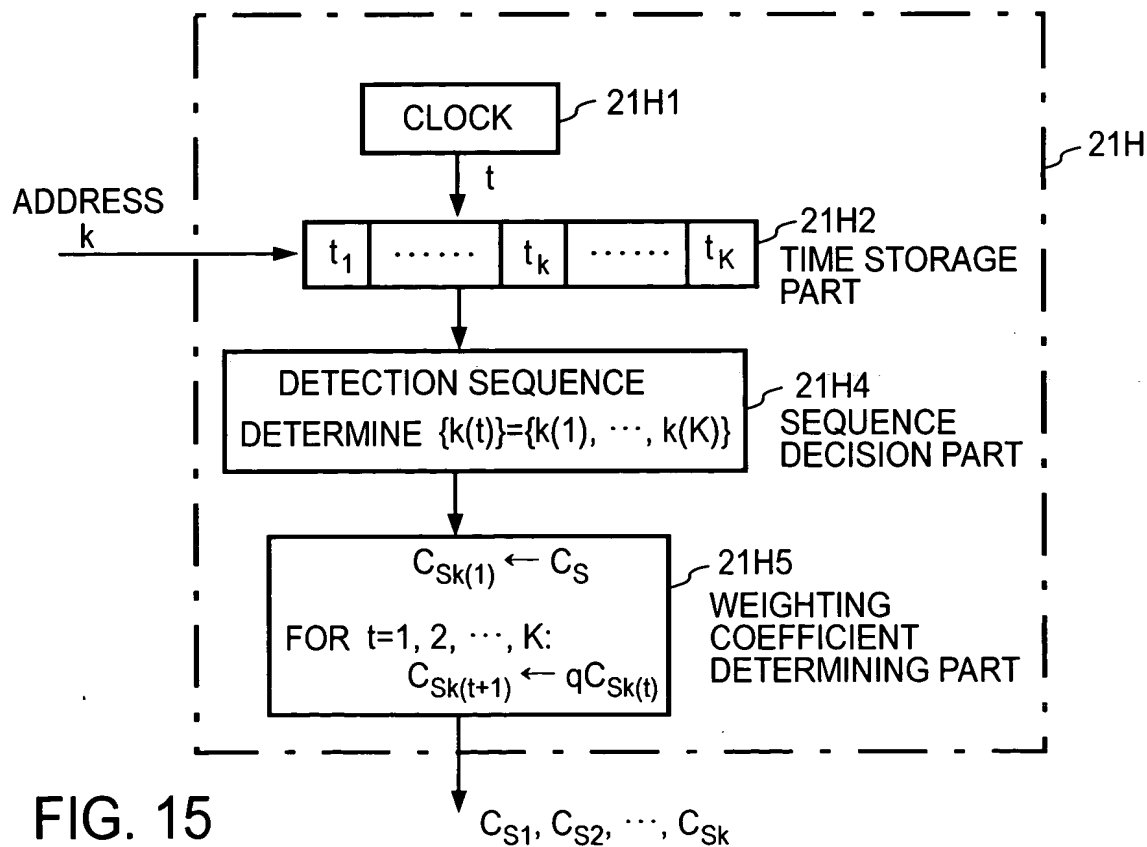 CLOCK
21H1
21H
t
ADDRESS
k
t1 ...... tk ...... tK
21H2
TIME STORAGE
PART
DETECTION SEQUENCE
DETERMINE {k(t)}={k(1), ···, k(K)}
21H4
SEQUENCE
DECISION PART
CSk(1) ← CS
FOR t=1, 2, ···, K:
CSk(t+1) ← qCSk(t)
21H5
WEIGHTING
COEFFICIENT
DETERMINING PART
FIG. 15
CS1, CS2, ···, CSk